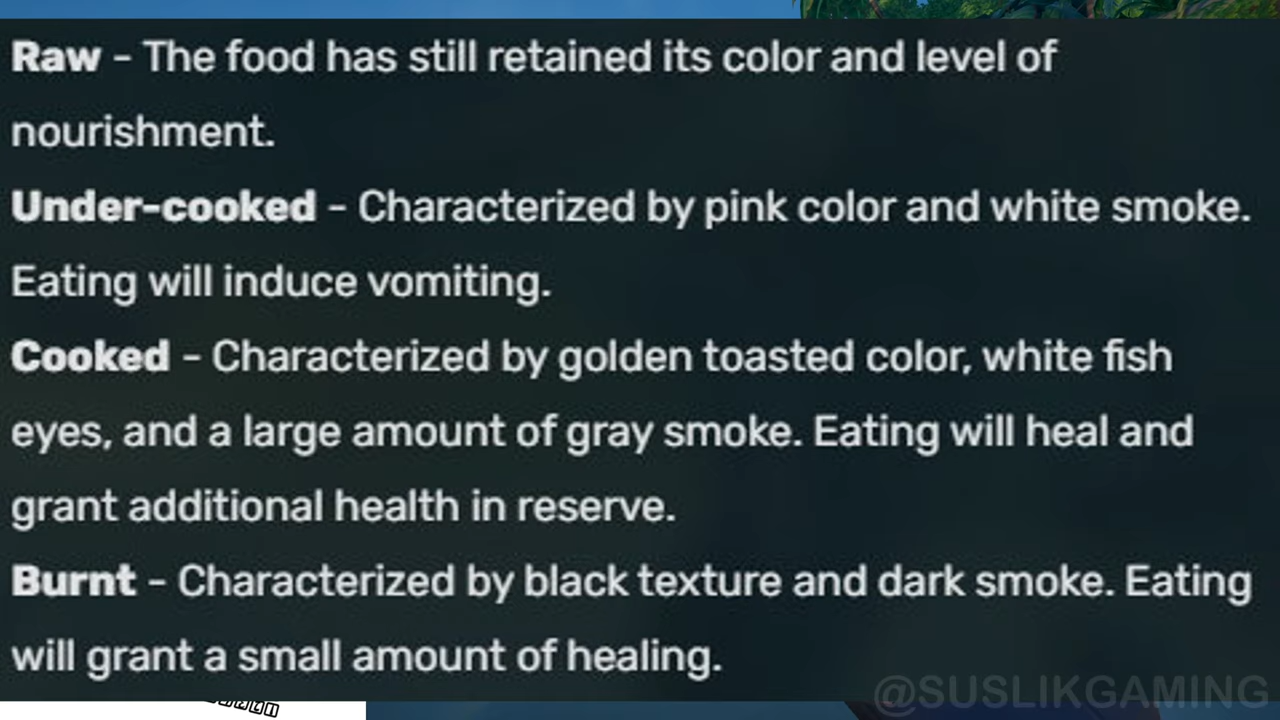 Raw - The food has still retained its color and level of
nourishment.
Under-cooked - Characterized by pink color and white smoke.
Eating will induce vomiting.
Cooked - Characterized by golden toasted color, white fish
eyes, and a large amount of gray smoke. Eating will heal and
grant additional health in reserve.
Burnt - Characterized by black texture and dark smoke. Eating
will grant a small amount of healing.
@SUSLIKGAMING